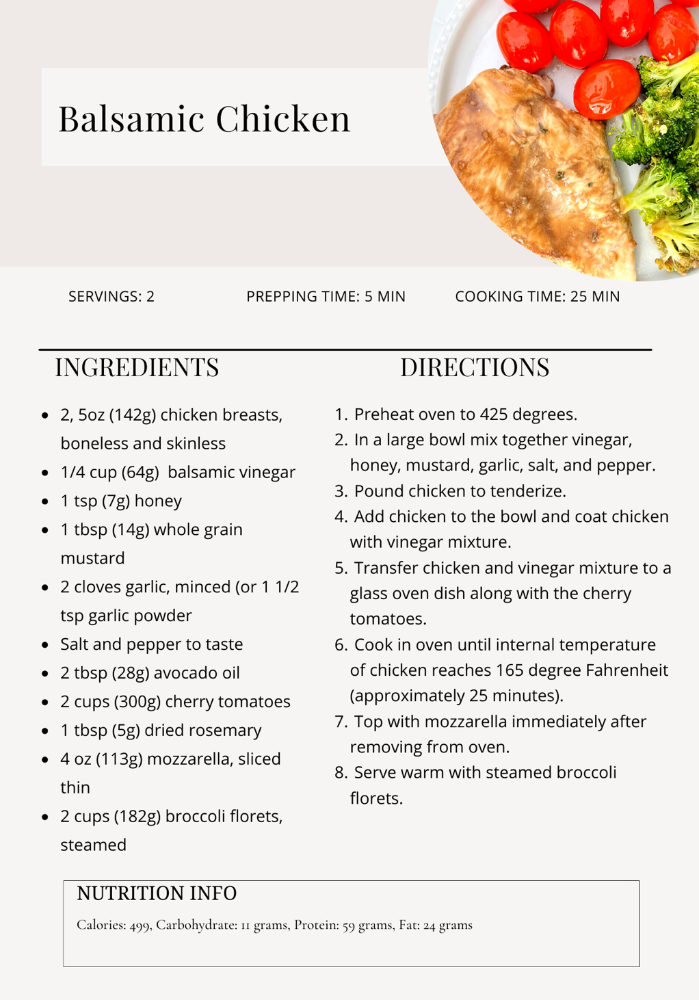 Balsamic Chicken
SERVINGS: 2
PREPPING TIME: 5 MIN
COOKING TIME: 25 MIN
INGREDIENTS
• 2, 5oz (142g) chicken breasts,
boneless and skinless
• 1/4 cup (64g)  balsamic vinegar
• 1 tsp (7g) honey
• 1 tbsp (14g) whole grain
mustard
• 2 cloves garlic, minced (or 1 1/2
tsp garlic powder
• Salt and pepper to taste
• 2 tbsp (28g) avocado oil
• 2 cups (300g) cherry tomatoes
• 1 tbsp (5g) dried rosemary
• 4 oz (113g) mozzarella, sliced
thin
• 2 cups (182g) broccoli florets,
steamed
DIRECTIONS
1. Preheat oven to 425 degrees.
2. In a large bowl mix together vinegar,
honey, mustard, garlic, salt, and pepper.
3. Pound chicken to tenderize.
4. Add chicken to the bowl and coat chicken
with vinegar mixture.
5. Transfer chicken and vinegar mixture to a
glass oven dish along with the cherry
tomatoes.
6. Cook in oven until internal temperature
of chicken reaches 165 degree Fahrenheit
(approximately 25 minutes).
7. Top with mozzarella immediately after
removing from oven.
8. Serve warm with steamed broccoli
florets.
NUTRITION INFO
Calories: 499, Carbohydrate: 11 grams, Protein: 59 grams, Fat: 24 grams